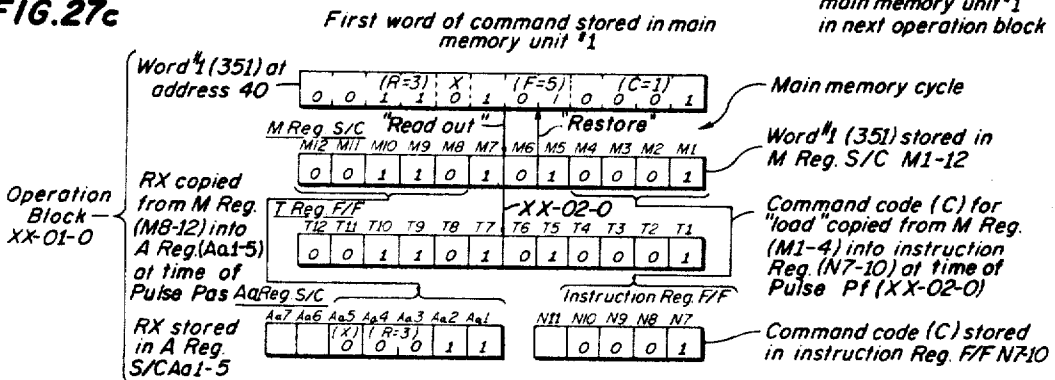 FIG.27c
First word of command stored in main
memory unit #1
main memory unit #1
in next operation block
Word #1 (351) at
address 40
(R=3) X (F=5) (C=1)
0 0 1 1 0 1 0 1 0 0 0 1
Main memory cycle
"Read out" "Restore"
M Reg. S/C
M12 M11 M10 M9 M8 M7 M6 M5 M4 M3 M2 M1
0 0 1 1 0 1 0 1 0 0 0 1
Word #1 (351) stored in
M Reg. S/C M1-12
Operation
Block
XX-01-0
RX copied
from M Reg.
(M8-12) into
A Reg.(Aa1-5)
at time of
Pulse Pas
XX-02-0
T Reg. F/F
T12 T11 T10 T9 T8 T7 T6 T5 T4 T3 T2 T1
0 0 1 1 0 1 0 1 0 0 0 1
Command code (C) for
"load" copied from M Reg.
(M1-4) into instruction
Reg. (N7-10) at time of
Pulse Pf (XX-02-0)
Aa Reg. S/C
Aa7 Aa6 Aa5 Aa4 Aa3 Aa2 Aa1
(X) (R=3)
0 0 0 1 1
RX stored
in A Reg.
S/C Aa1-5
Instruction Reg. F/F
N11 N10 N9 N8 N7
0 0 0 1
Command code (C) stored
in instruction Reg. F/F N7-10